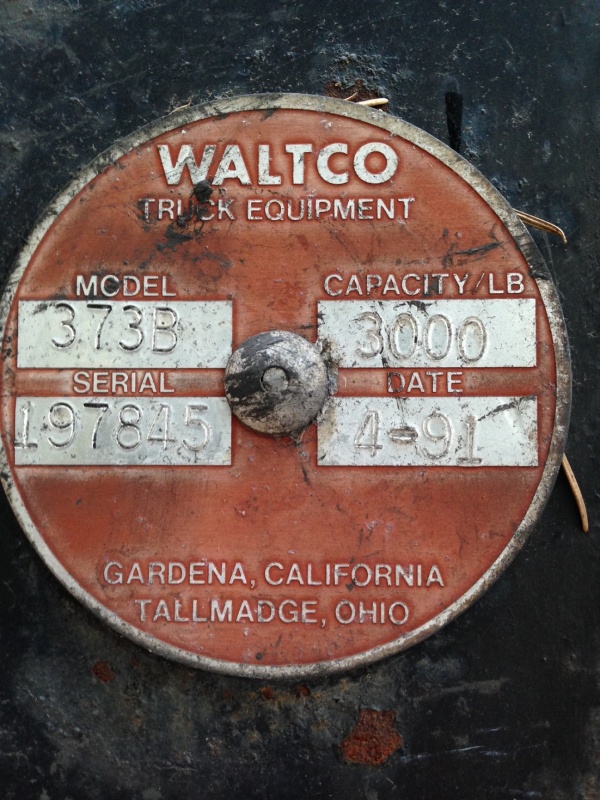 WALTCO
TRUCK EQUIPMENT
MODEL CAPACITY/LB
373B 3000
SERIAL DATE
197845 4-91
GARDENA, CALIFORNIA
TALLMADGE, OHIO